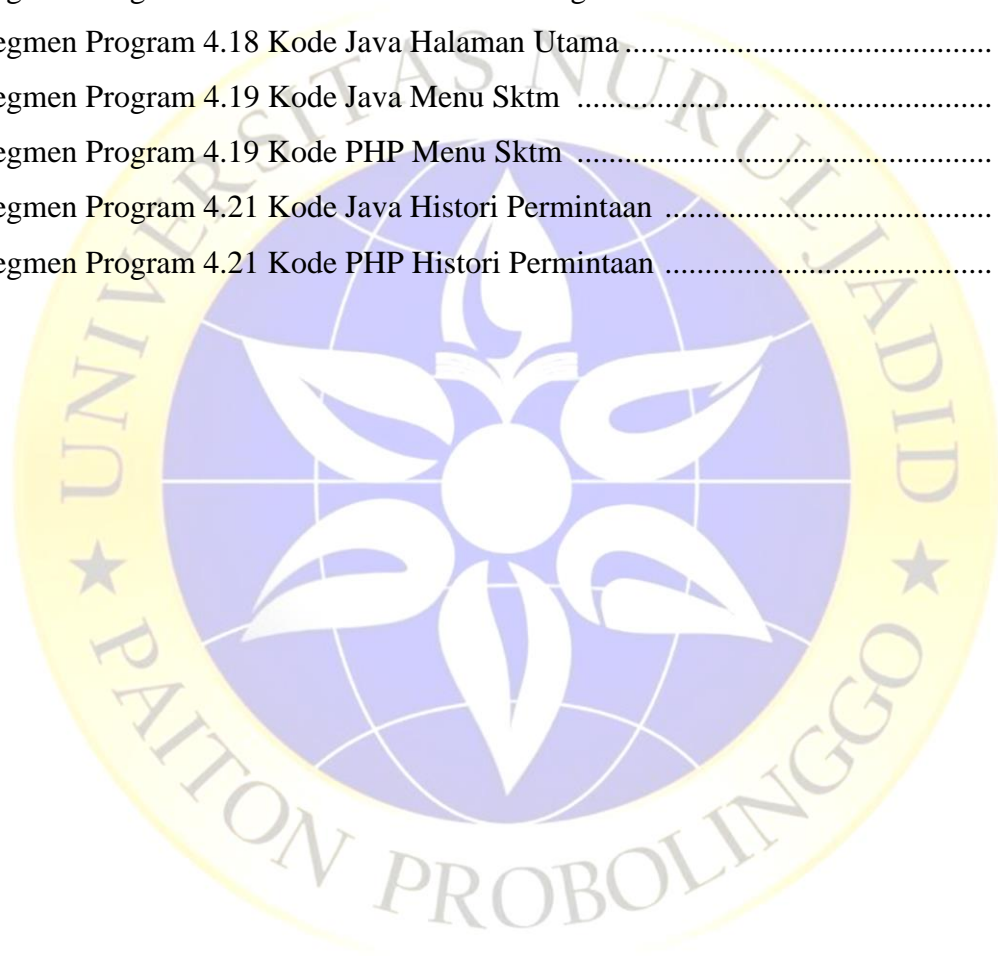 egmen Program 4.18 Kode Java Halaman Utama ..............................................
egmen Program 4.19 Kode Java Menu Sktm ....................................................
egmen Program 4.19 Kode PHP Menu Sktm ....................................................
egmen Program 4.21 Kode Java Histori Permintaan .........................................
egmen Program 4.21 Kode PHP Histori Permintaan .........................................
UNIVERSITAS NURUL JADID
★ PAITON PROBOLINGGO ★